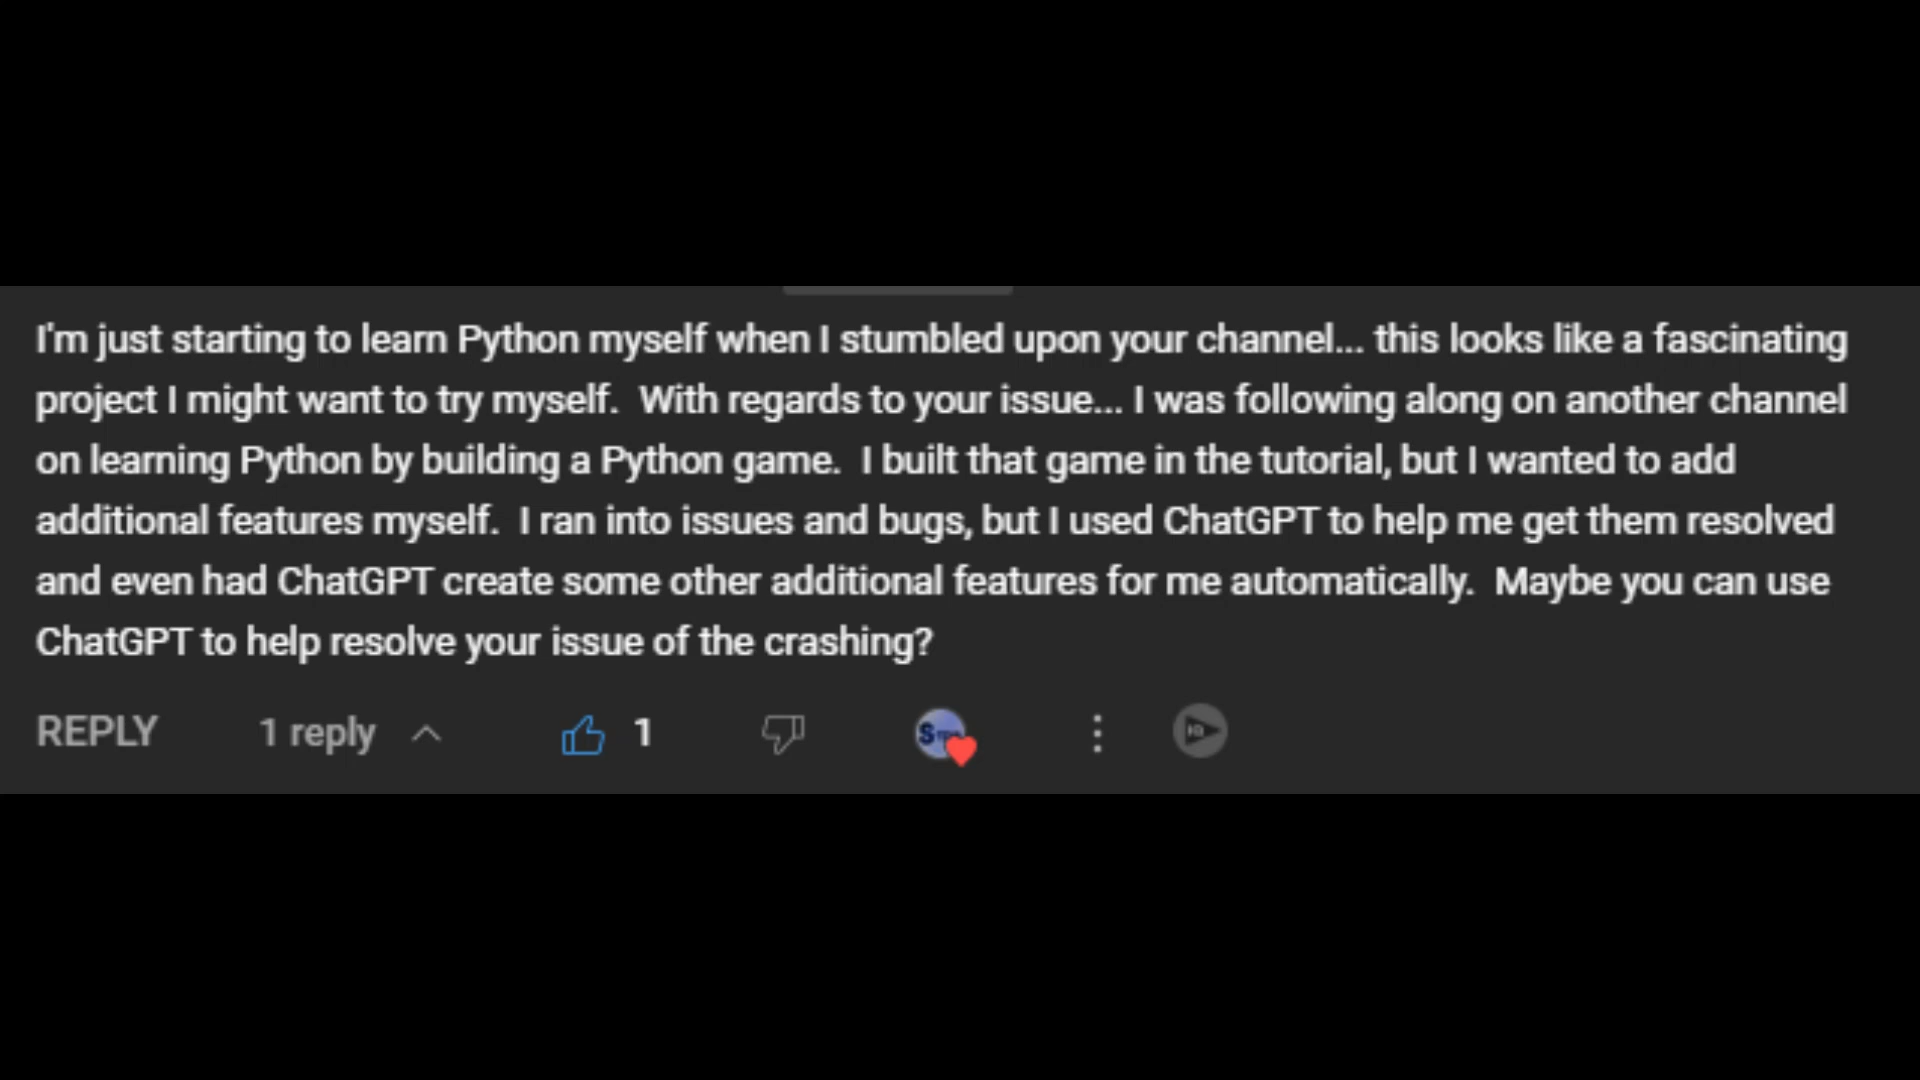 I'm just starting to learn Python myself when I stumbled upon your channel... this looks like a fascinating
project I might want to try myself.  With regards to your issue... I was following along on another channel
on learning Python by building a Python game.  I built that game in the tutorial, but I wanted to add
additional features myself.  I ran into issues and bugs, but I used ChatGPT to help me get them resolved
and even had ChatGPT create some other additional features for me automatically.  Maybe you can use
ChatGPT to help resolve your issue of the crashing?
REPLY 1 reply 1